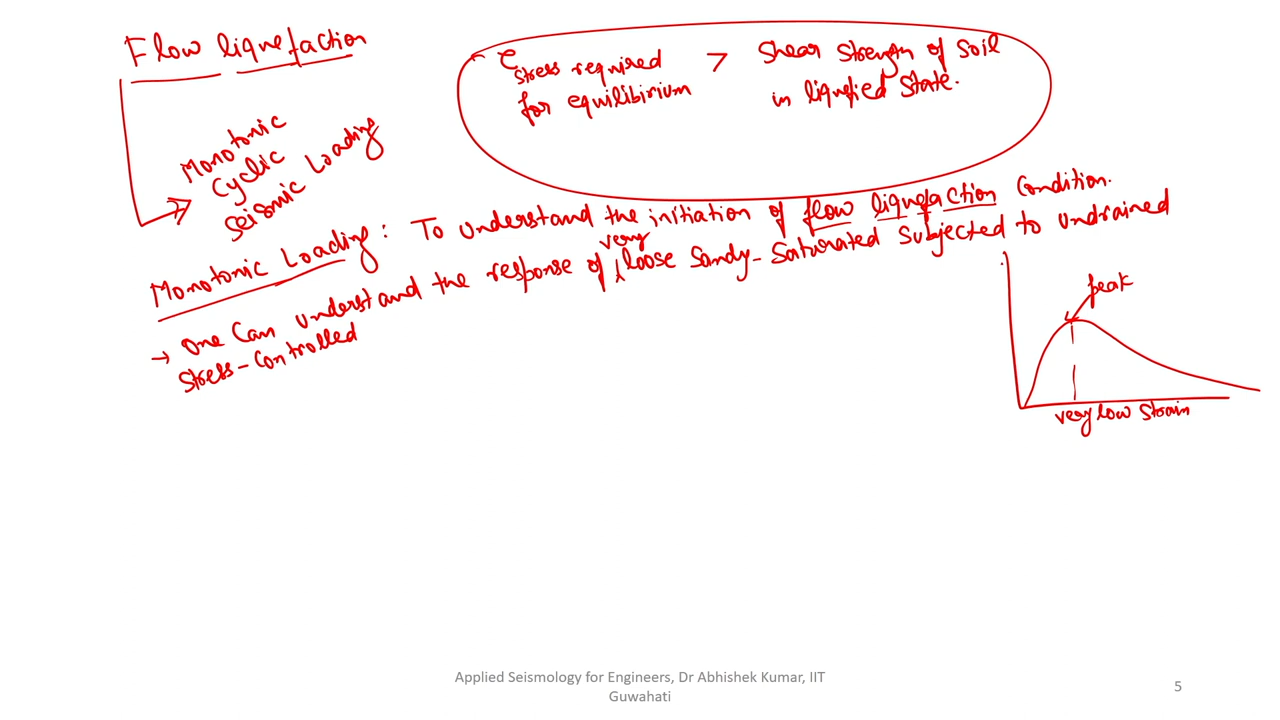 Flow liquefaction
τ stress required > Shear Strength of Soil
for equilibirium in liquefied State.
Monotonic
Cyclic
Seismic Loading
Monotonic Loading: To understand the initiation of flow liquefaction Condition.
→ One Can understand the response of very loose Sandy-Saturated Subjected to undrained
Stress-Controlled
peak
very low Strain
Applied Seismology for Engineers, Dr Abhishek Kumar, IIT
Guwahati
5